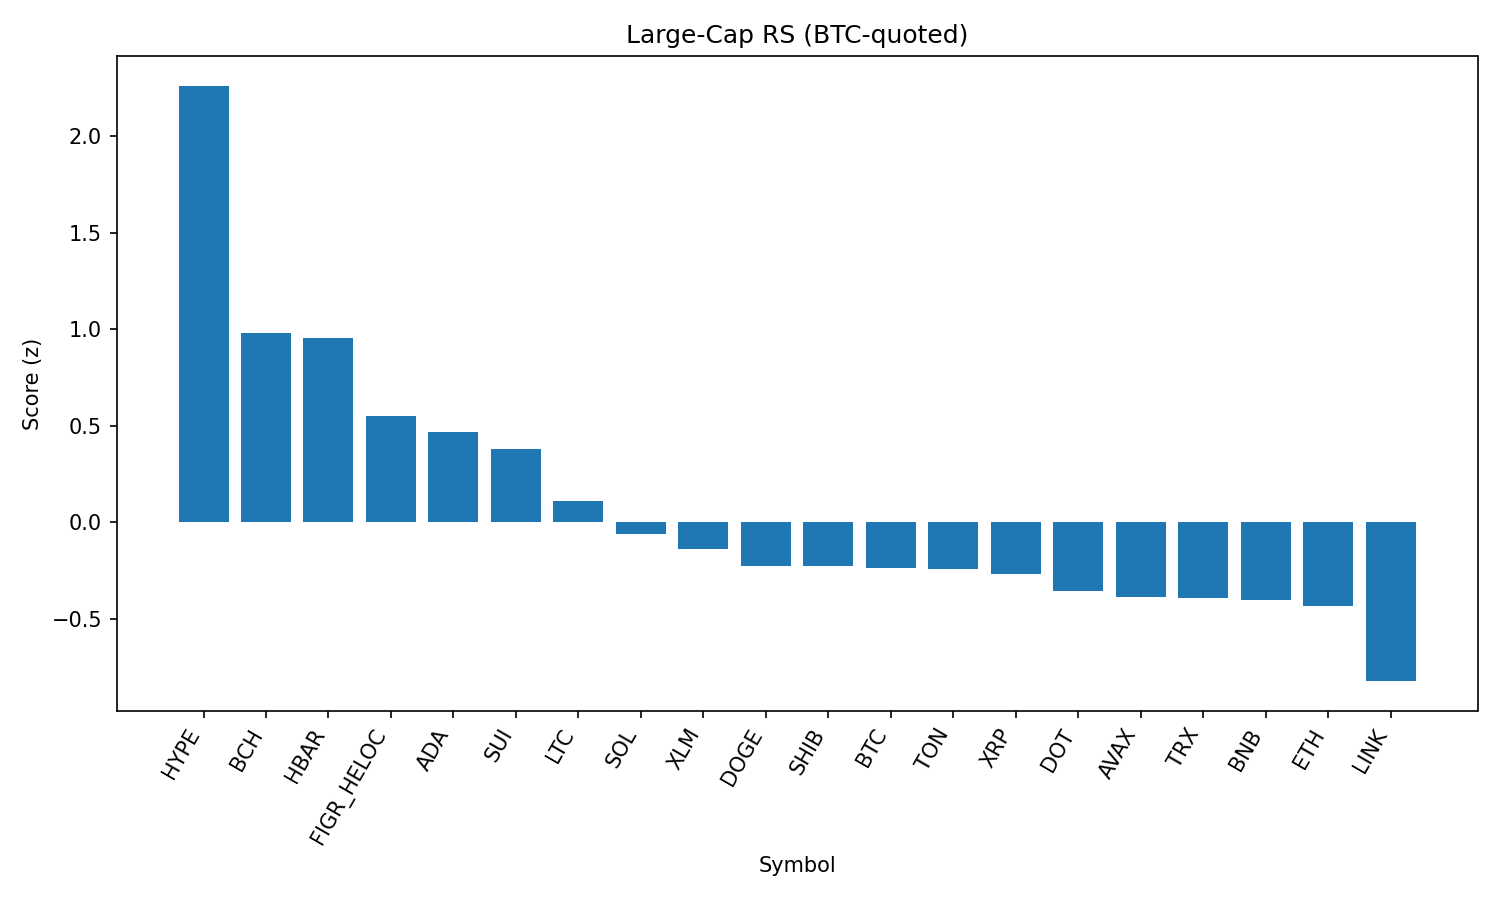 Large-Cap RS (BTC-quoted)
Score (z)
2.0
1.5
1.0
0.5
0.0
−0.5
HYPE
BCH
HBAR
FIGR_HELOC
ADA
SUI
LTC
SOL
XLM
DOGE
SHIB
BTC
TON
XRP
DOT
AVAX
TRX
BNB
ETH
LINK
Symbol